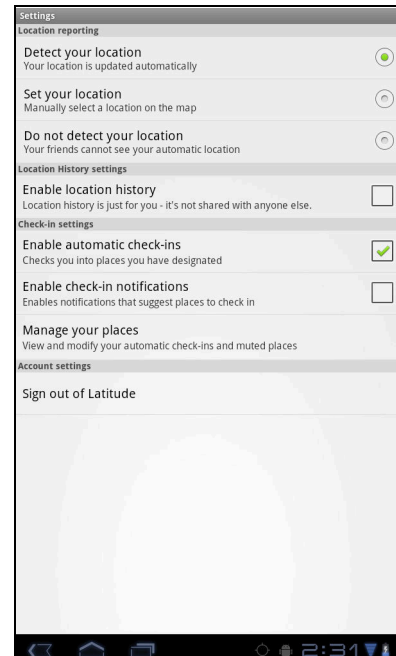 Settings
Location reporting
Detect your location
Your location is updated automatically
Set your location
Manually select a location on the map
Do not detect your location
Your friends cannot see your automatic location
Location History settings
Enable location history
Location history is just for you - it's not shared with anyone else.
Check-in settings
Enable automatic check-ins
Checks you into places you have designated
Enable check-in notifications
Enables notifications that suggest places to check in
Manage your places
View and modify your automatic check-ins and muted places
Account settings
Sign out of Latitude
2:31